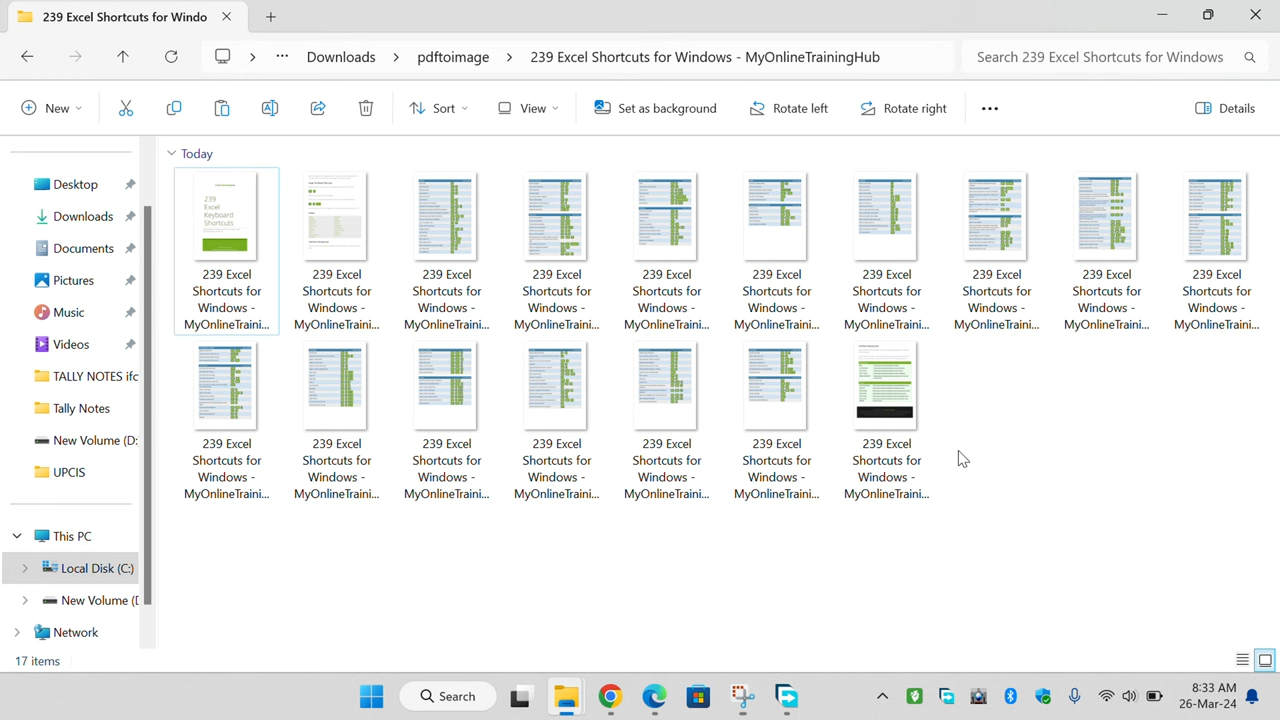 239 Excel Shortcuts for Windo
Downloads > pdftoimage > 239 Excel Shortcuts for Windows - MyOnlineTrainingHub
Search 239 Excel Shortcuts for Windows
New
Sort
View
Set as background
Rotate left
Rotate right
Details
Desktop
Downloads
Documents
Pictures
Music
Videos
TALLY NOTES ifc
Tally Notes
New Volume (D:
UPCIS
This PC
Local Disk (C:)
New Volume (D
Network
Today
Excel
Keyboard
Shortcuts
239 Excel
Shortcuts for
Windows -
MyOnlineTraini...
239 Excel
Shortcuts for
Windows -
MyOnlineTraini...
239 Excel
Shortcuts for
Windows -
MyOnlineTraini...
239 Excel
Shortcuts for
Windows -
MyOnlineTraini...
239 Excel
Shortcuts for
Windows -
MyOnlineTraini...
239 Excel
Shortcuts for
Windows -
MyOnlineTraini...
239 Excel
Shortcuts for
Windows -
MyOnlineTraini...
239 Excel
Shortcuts for
Windows -
MyOnlineTraini...
239 Excel
Shortcuts for
Windows -
MyOnlineTraini...
239 Excel
Shortcuts for
Windows -
MyOnlineTraini...
239 Excel
Shortcuts for
Windows -
MyOnlineTraini...
239 Excel
Shortcuts for
Windows -
MyOnlineTraini...
239 Excel
Shortcuts for
Windows -
MyOnlineTraini...
239 Excel
Shortcuts for
Windows -
MyOnlineTraini...
239 Excel
Shortcuts for
Windows -
MyOnlineTraini...
239 Excel
Shortcuts for
Windows -
MyOnlineTraini...
239 Excel
Shortcuts for
Windows -
MyOnlineTraini...
17 items
Search
8:33 AM
26-Mar-24